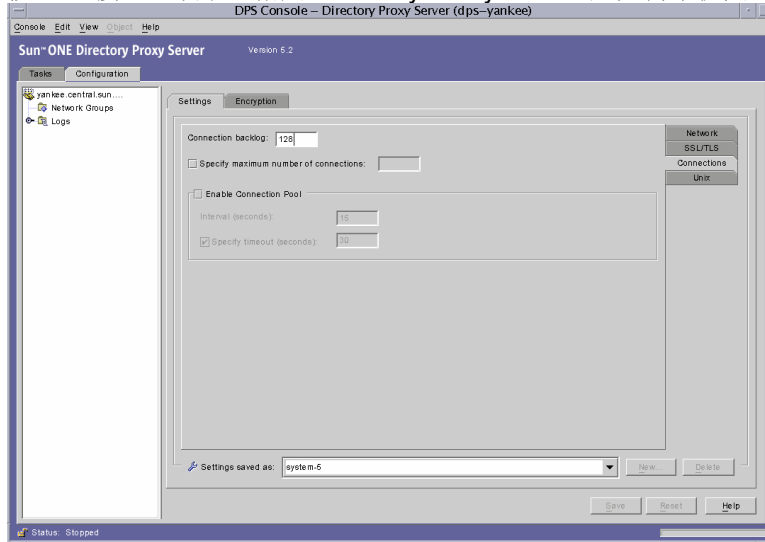 DPS Console – Directory Proxy Server (dps–yankee)
Console Edit View Object Help
Sun™ ONE Directory Proxy Server Version 5.2
Tasks Configuration
yankee.central.sun....
Network Groups
Logs
Settings Encryption
Connection backlog: 128
Specify maximum number of connections:
Enable Connection Pool
Interval (seconds): 15
Specify timeout (seconds): 30
Network
SSL/TLS
Connections
Unix
Settings saved as: system-5
New... Delete
Save Reset Help
Status: Stopped